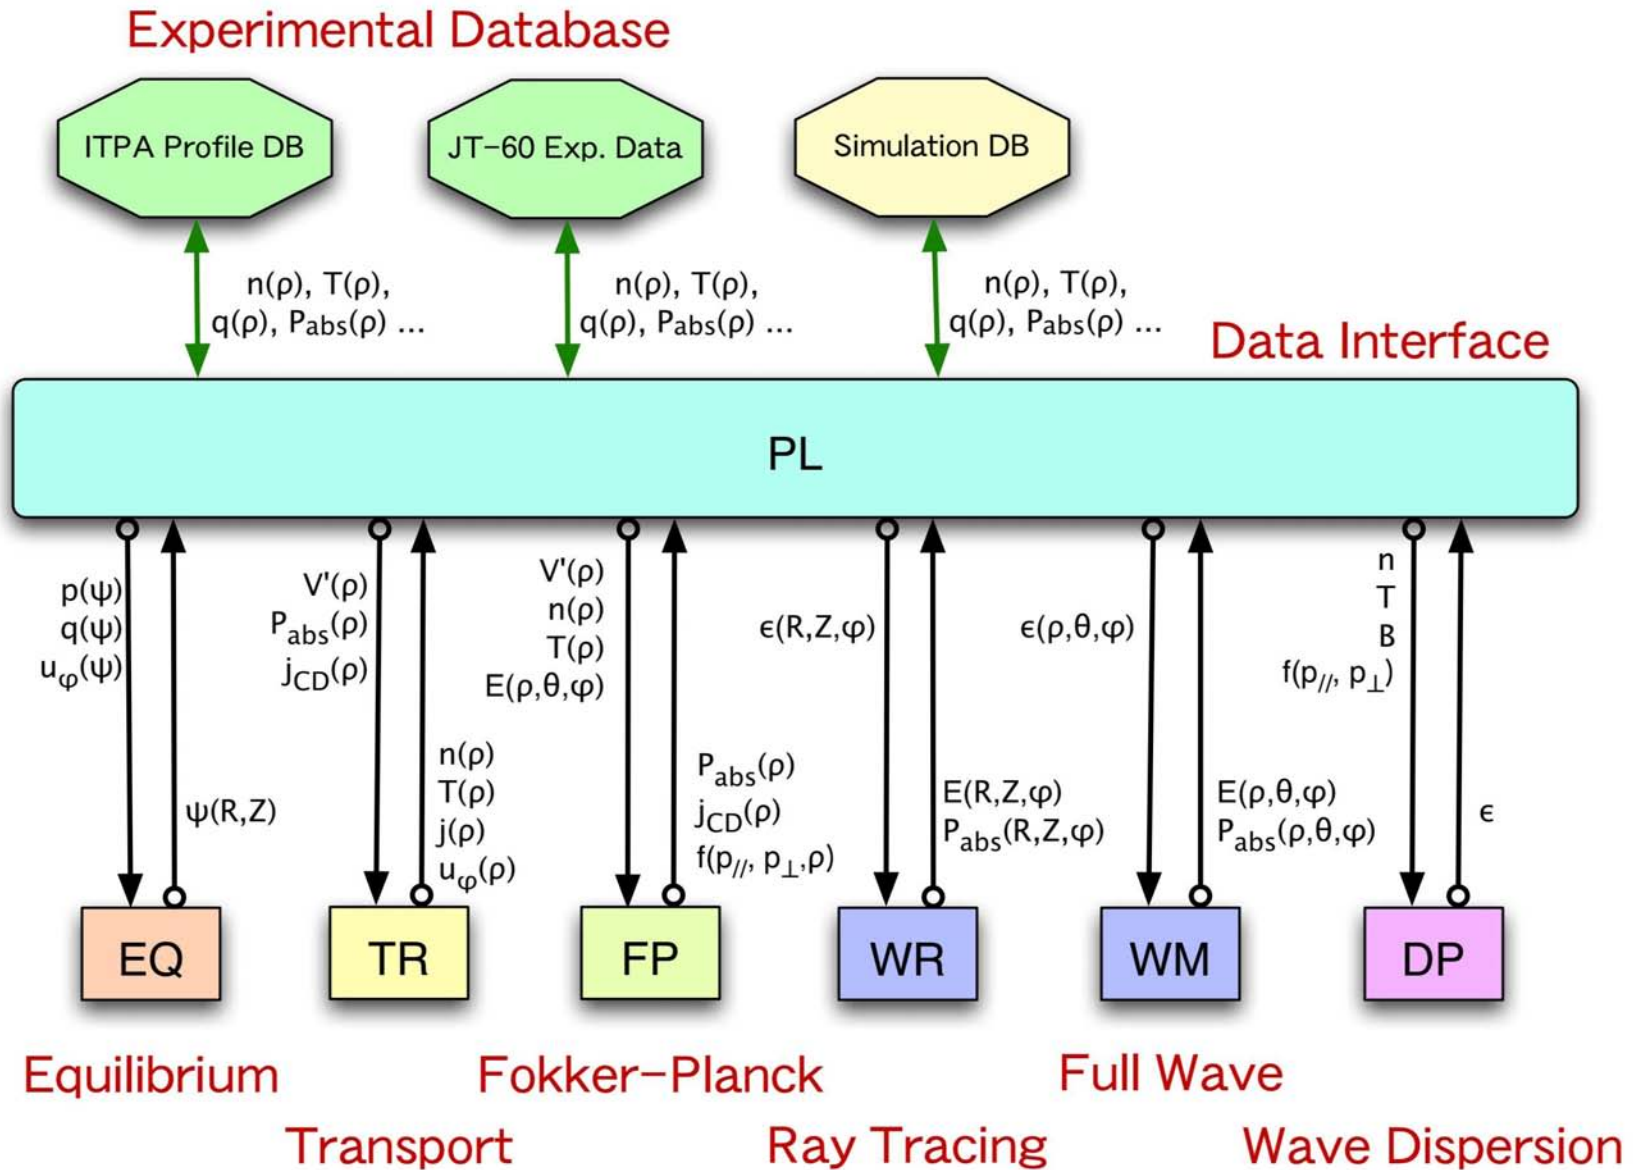 Experimental Database
ITPA Profile DB
JT-60 Exp. Data
Simulation DB
n(ρ), T(ρ),
q(ρ), Pabs(ρ) ...
n(ρ), T(ρ),
q(ρ), Pabs(ρ) ...
n(ρ), T(ρ),
q(ρ), Pabs(ρ) ...
Data Interface
PL
p(ψ)
q(ψ)
uφ(ψ)
ψ(R,Z)
V'(ρ)
Pabs(ρ)
jCD(ρ)
n(ρ)
T(ρ)
j(ρ)
uφ(ρ)
V'(ρ)
n(ρ)
T(ρ)
E(ρ,θ,φ)
Pabs(ρ)
jCD(ρ)
f(p//, p⊥,ρ)
ϵ(R,Z,φ)
E(R,Z,φ)
Pabs(R,Z,φ)
ϵ(ρ,θ,φ)
E(ρ,θ,φ)
Pabs(ρ,θ,φ)
n
T
B
f(p//, p⊥)
ϵ
EQ
TR
FP
WR
WM
DP
Equilibrium
Transport
Fokker-Planck
Ray Tracing
Full Wave
Wave Dispersion